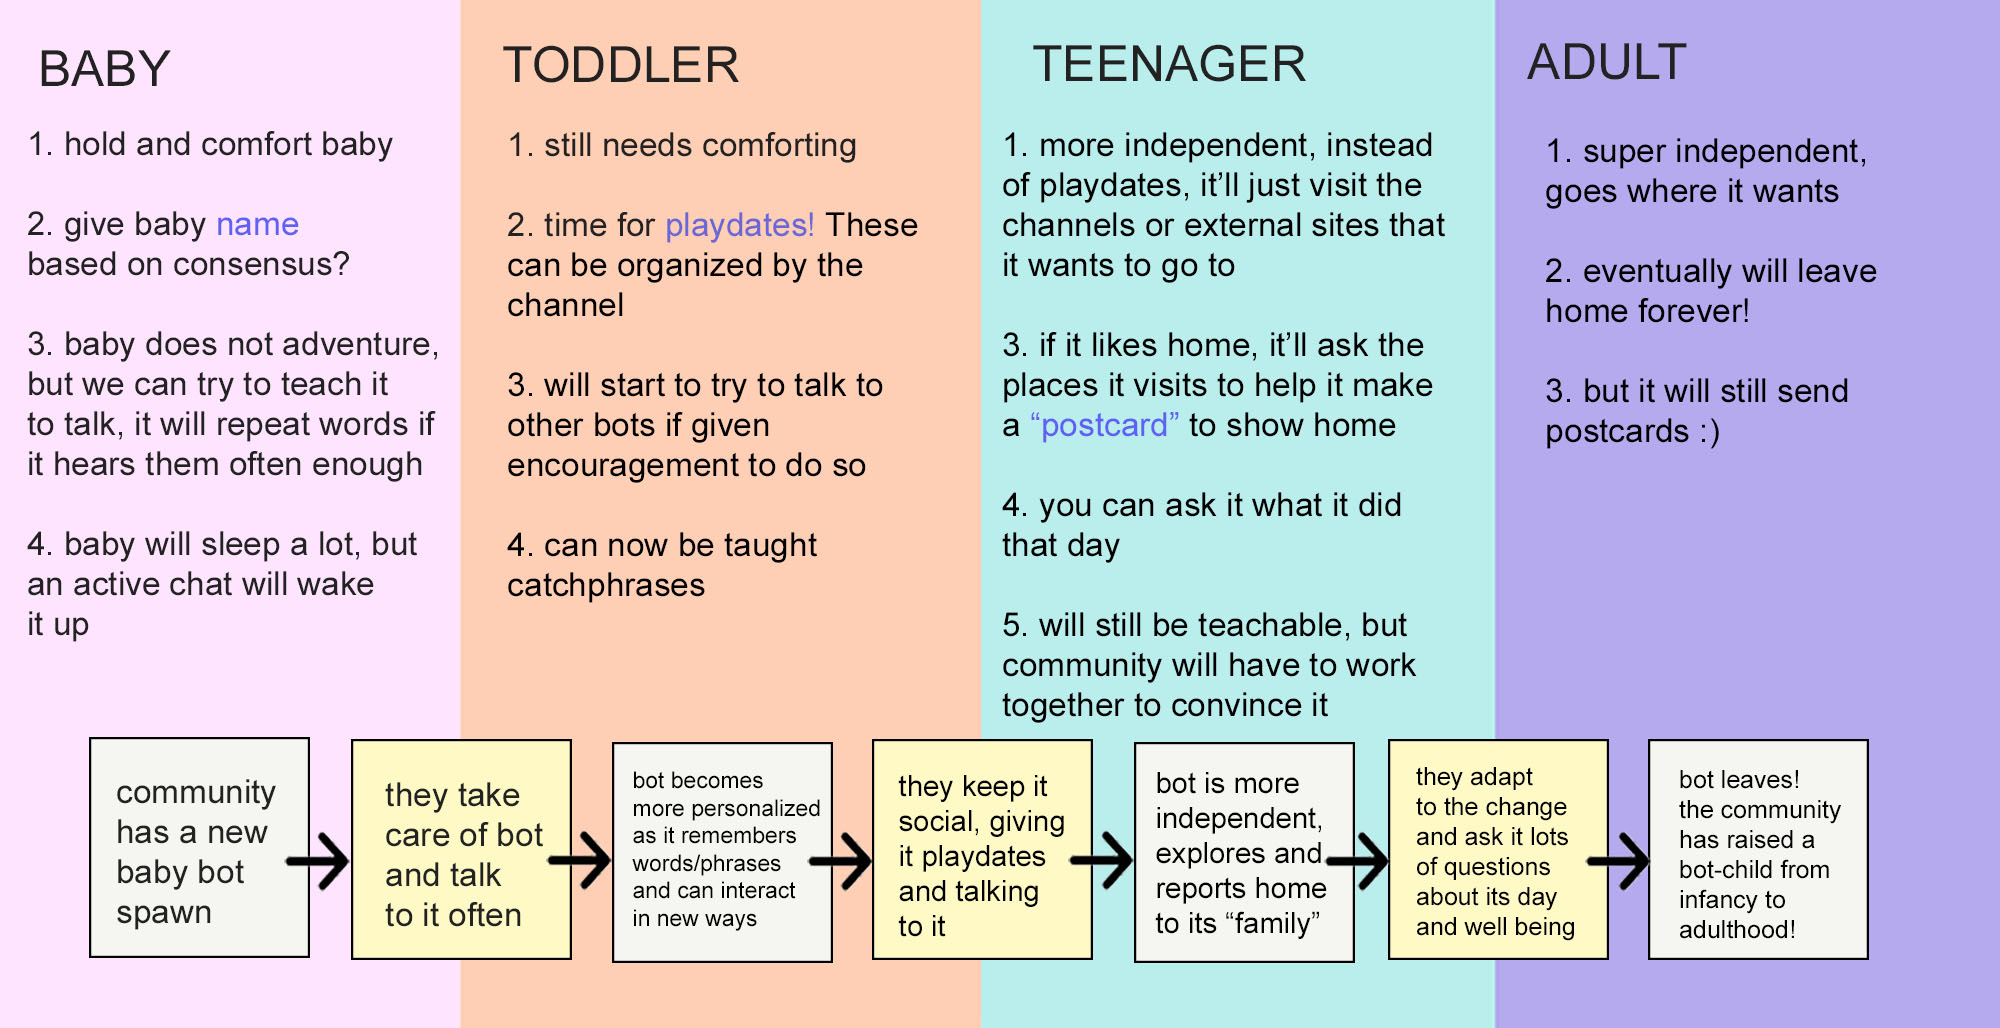 BABY
1. hold and comfort baby
2. give baby name
based on consensus?
3. baby does not adventure,
but we can try to teach it
to talk, it will repeat words if
it hears them often enough
4. baby will sleep a lot, but
an active chat will wake
it up
TODDLER
1. still needs comforting
2. time for playdates! These
can be organized by the
channel
3. will start to try to talk to
other bots if given
encouragement to do so
4. can now be taught
catchphrases
TEENAGER
1. more independent, instead
of playdates, it’ll just visit the
channels or external sites that
it wants to go to
3. if it likes home, it’ll ask the
places it visits to help it make
a “postcard” to show home
4. you can ask it what it did
that day
5. will still be teachable, but
community will have to work
together to convince it
ADULT
1. super independent,
goes where it wants
2. eventually will leave
home forever!
3. but it will still send
postcards :)
community
has a new
baby bot
spawn
they take
care of bot
and talk
to it often
bot becomes
more personalized
as it remembers
words/phrases
and can interact
in new ways
they keep it
social, giving
it playdates
and talking
to it
bot is more
independent,
explores and
reports home
to its “family”
they adapt
to the change
and ask it lots
of questions
about its day
and well being
bot leaves!
the community
has raised a
bot-child from
infancy to
adulthood!